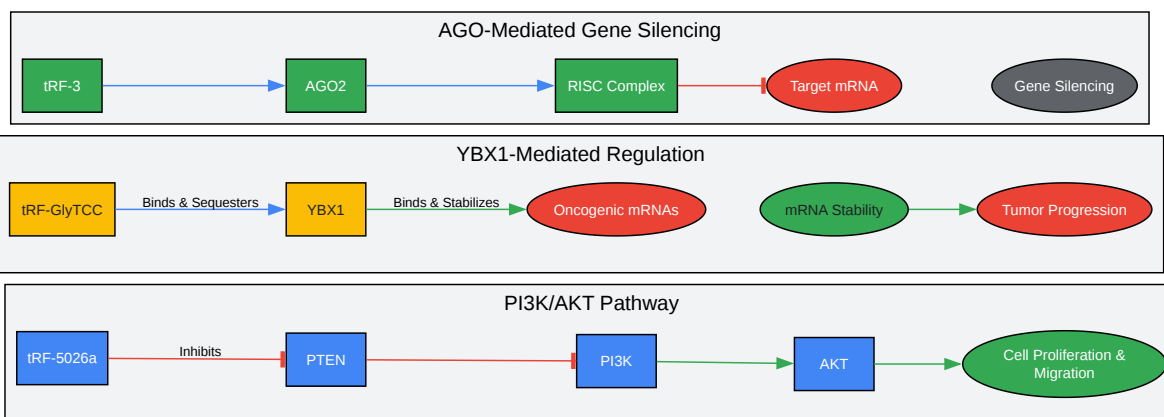 AGO-Mediated Gene Silencing
tRF-3
AGO2
RISC Complex
Target mRNA
Gene Silencing
YBX1-Mediated Regulation
tRF-GlyTCC
Binds & Sequesters
YBX1
Binds & Stabilizes
Oncogenic mRNAs
mRNA Stability
Tumor Progression
PI3K/AKT Pathway
tRF-5026a
Inhibits
PTEN
PI3K
AKT
Cell Proliferation &
Migration